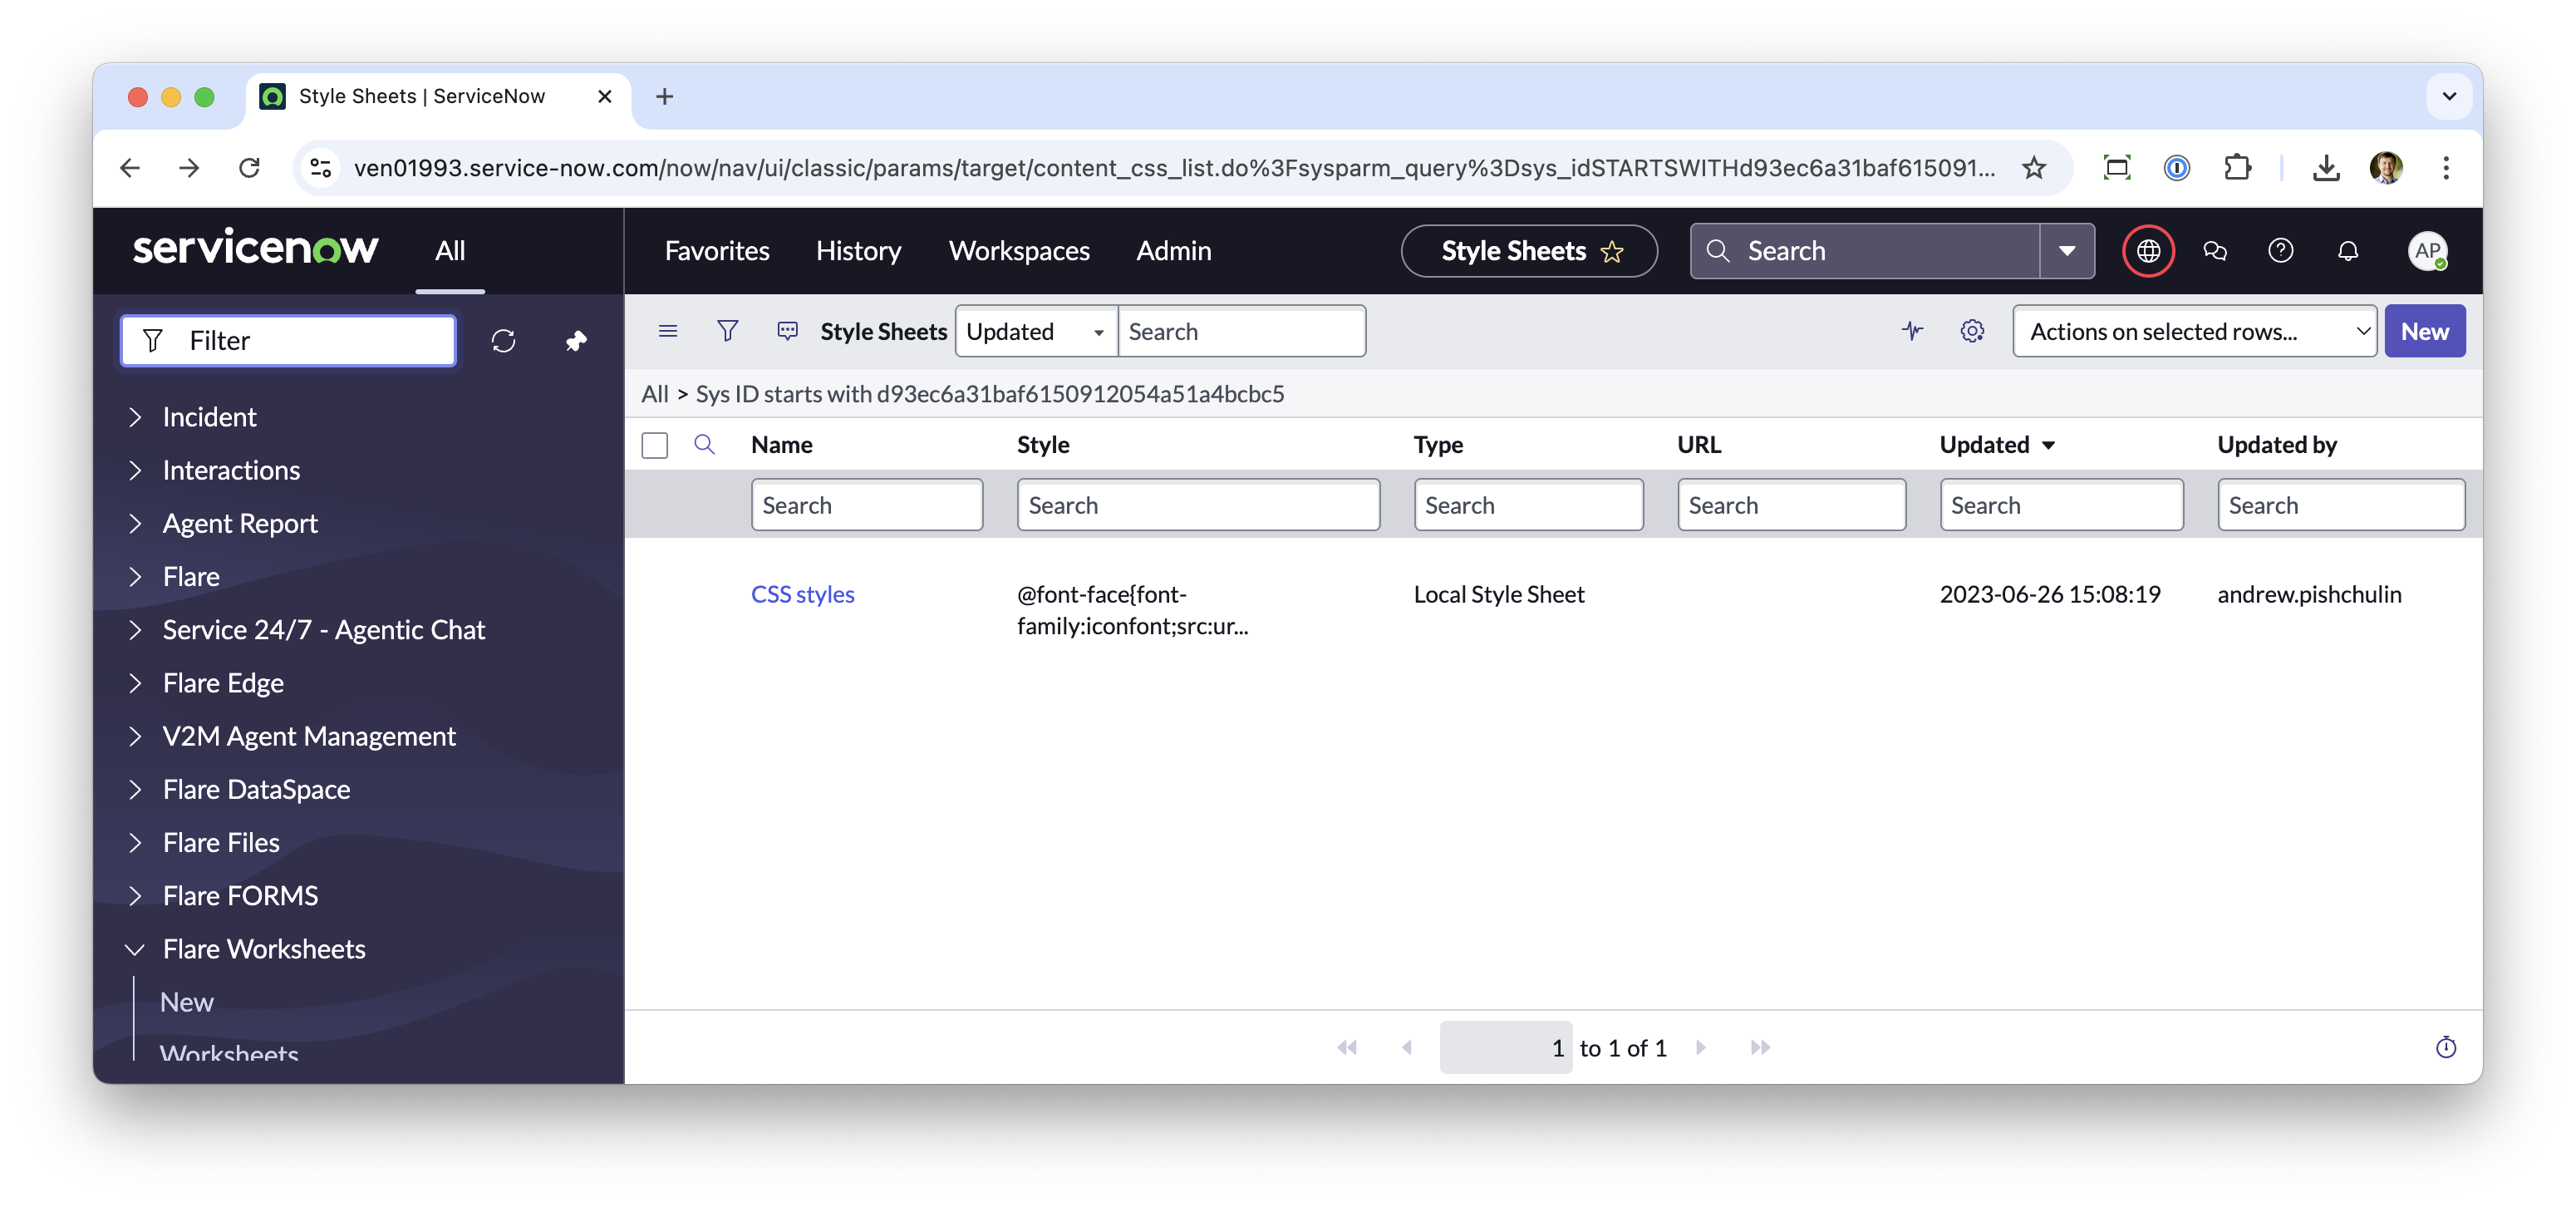 Style Sheets | ServiceNow
ven01993.service-now.com/now/nav/ui/classic/params/target/content_css_list.do%3Fsysparm_query%3Dsys_idSTARTSWITHd93ec6a31baf615091...
servicenow
All
Favorites
History
Workspaces
Admin
Style Sheets
Search
AP
Filter
Incident
Interactions
Agent Report
Flare
Service 24/7 - Agentic Chat
Flare Edge
V2M Agent Management
Flare DataSpace
Flare Files
Flare FORMS
Flare Worksheets
New
Worksheets
Style Sheets
Updated
Search
Actions on selected rows...
New
All > Sys ID starts with d93ec6a31baf6150912054a51a4bcbc5
Name Style Type URL Updated Updated by
Search Search Search Search Search Search
CSS styles
@font-face{font-
family:iconfont;src:ur...
Local Style Sheet
2023-06-26 15:08:19
andrew.pishchulin
1 to 1 of 1